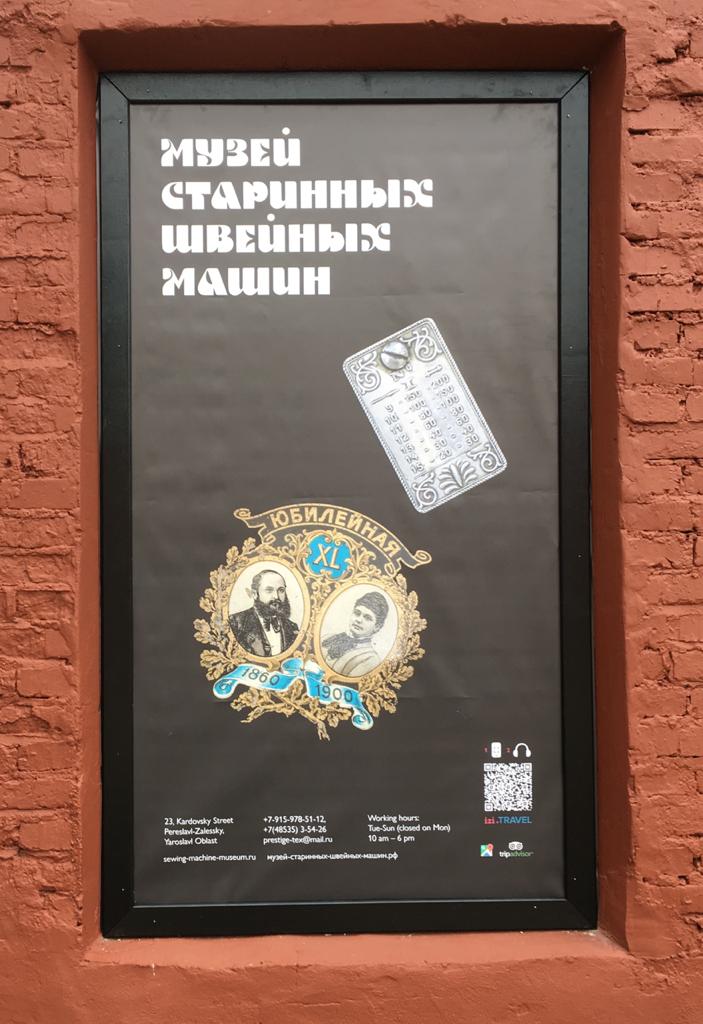 МУЗЕЙ
СТАРИННЫХ
ШВЕЙНЫХ
МАШИН
ЮБИЛЕЙНАЯ
XL
1860
1900
23, Kardovsky Street
Pereslavl-Zalessky,
Yaroslavl Oblast
+7-915-978-51-12,
+7(48535) 3-54-26
prestige-tex@mail.ru
Working hours:
Tue-Sun (closed on Mon)
10 am – 6 pm
sewing-machine-museum.ru
музей-старинных-швейных-машин.рф
1 2
izi.TRAVEL
tripadvisor